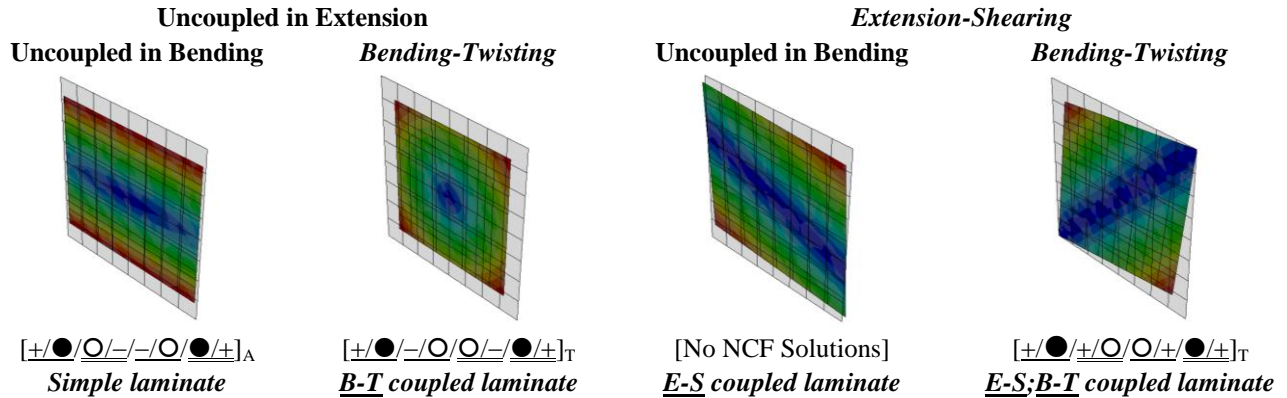 Uncoupled in Extension Extension-Shearing
Uncoupled in Bending Bending-Twisting Uncoupled in Bending Bending-Twisting
[+/●/○/–/–/○/●/+]A [+/●/–/○/○/–/●/+]T [No NCF Solutions] [+/●/+/○/○/+/●/+]T
Simple laminate B-T coupled laminate E-S coupled laminate E-S;B-T coupled laminate